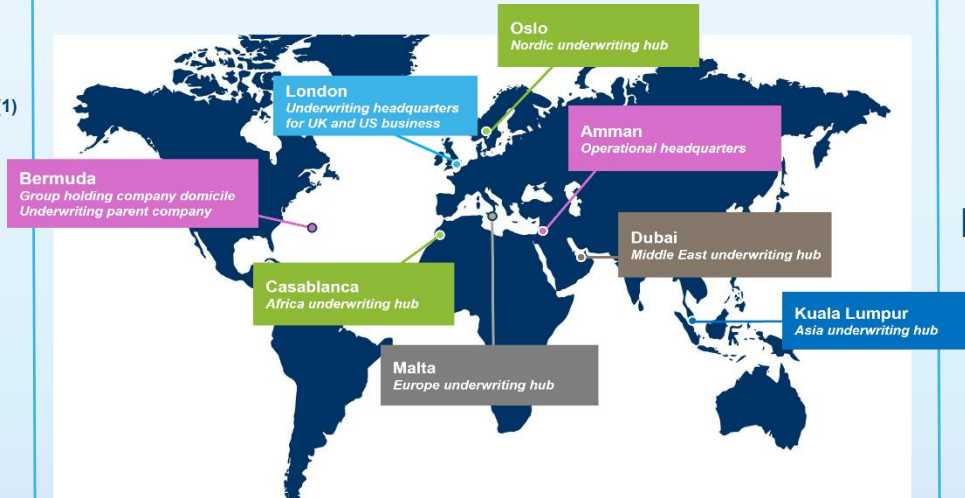 Oslo
Nordic underwriting hub
(1)
London
Underwriting headquarters
for UK and US business
Amman
Operational headquarters
Bermuda
Group holding company domicile
Underwriting parent company
Dubai
Middle East underwriting hub
Casablanca
Africa underwriting hub
Kuala Lumpur
Asia underwriting hub
Malta
Europe underwriting hub